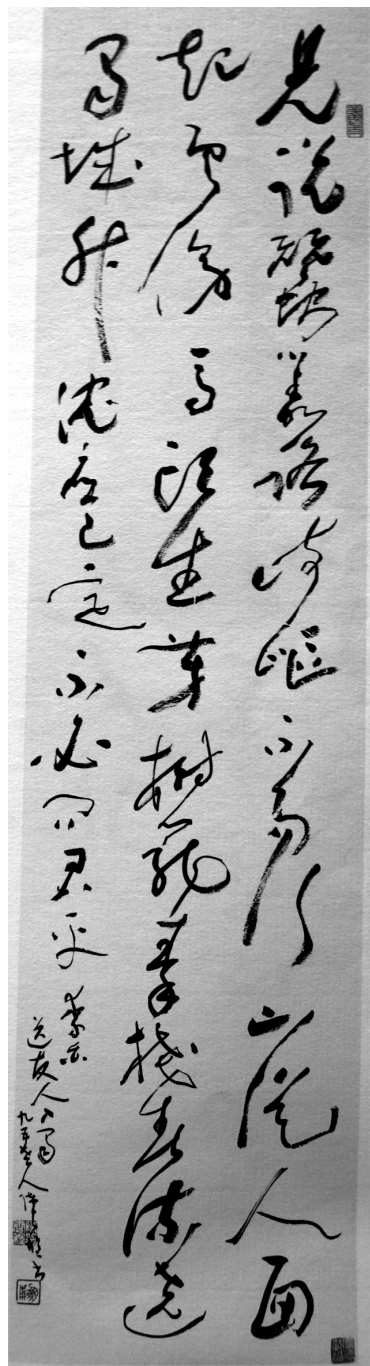 見說蠶叢路崎嶇不易行山從人面
起雲傍馬頭生芳樹籠秦棧春流遶
蜀城升沉應已定不必問君平李白
送友人入蜀